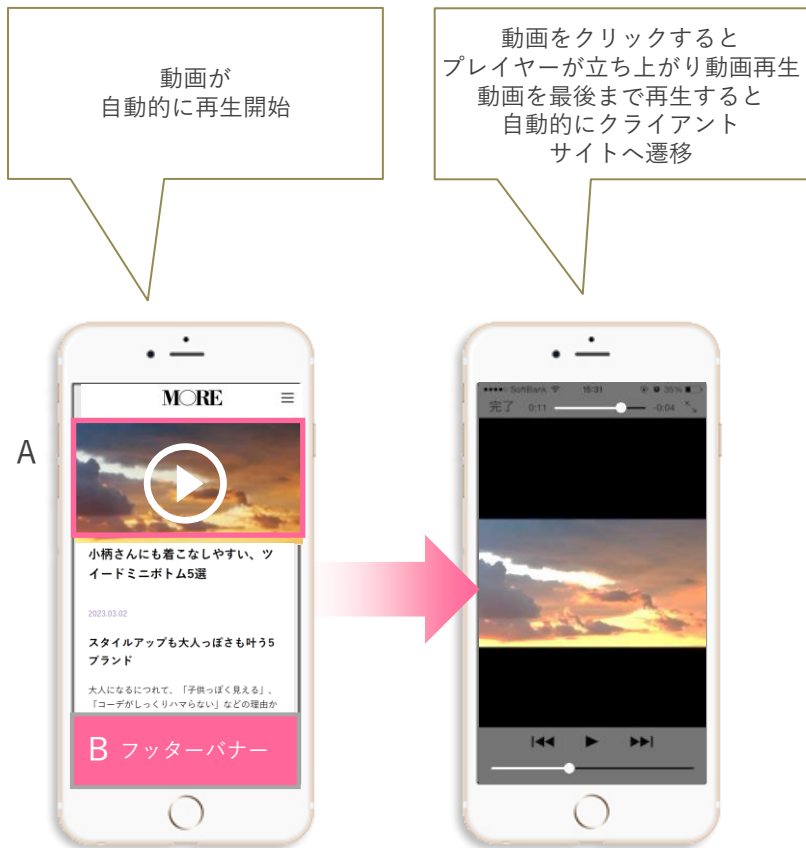 動画が
自動的に再生開始
動画をクリックすると
プレイヤーが立ち上がり動画再生
動画を最後まで再生すると
自動的にクライアント
サイトへ遷移
A
MORE
小柄さんにも着こなしやすい、ツ
イードミニボトム5選
2023.03.02
スタイルアップも大人っぽさも叶う5
ブランド
大人になるにつれて、「子供っぽく見える」、
「コーデがしっくりハマらない」などの理由か
B フッターバナー
SoftBank 15:31 35%
完了 0:11 -0:04